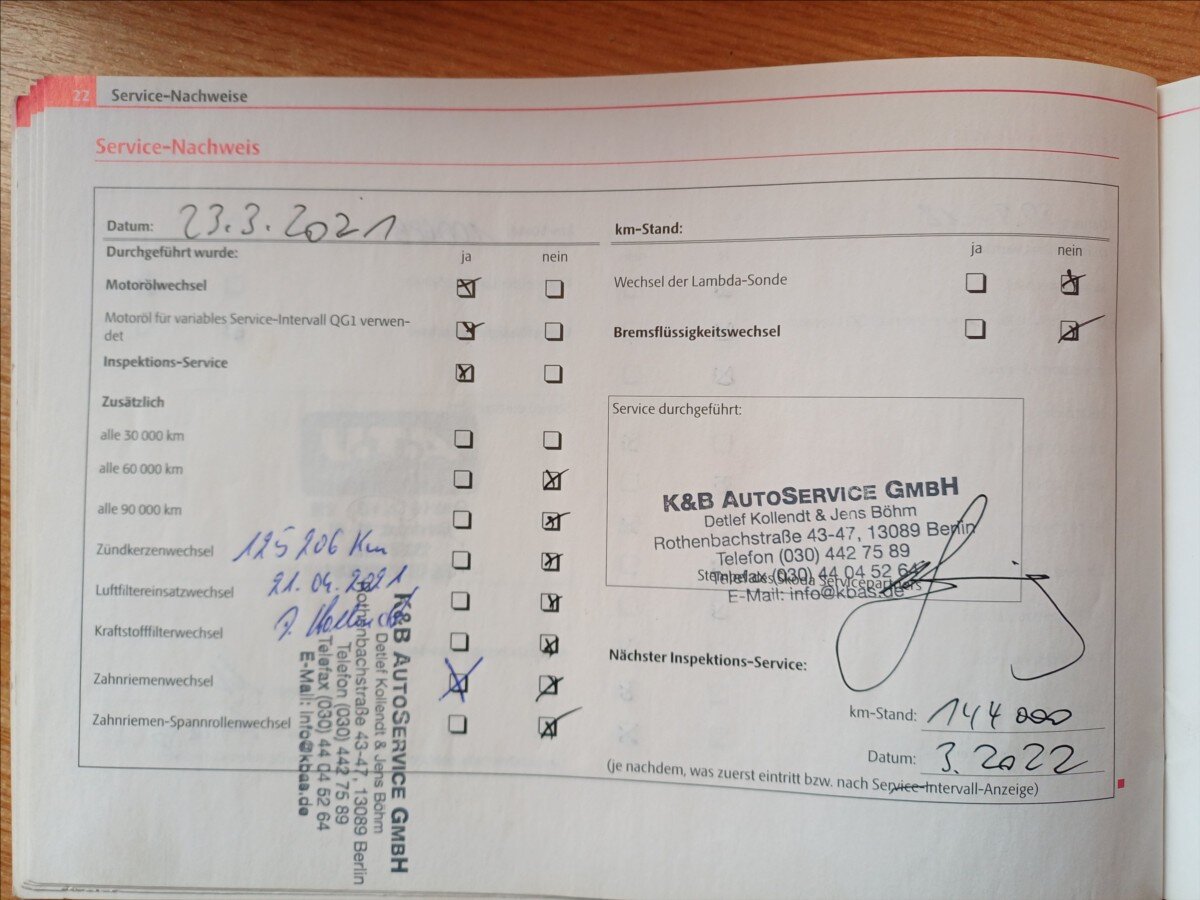 22 Service-Nachweise
Service-Nachweis
Datum: 23.3.2021
Durchgeführt wurde:
ja nein
Motorölwechsel
Motoröl für variables Service-Intervall QG1 verwen-
det
Inspektions-Service
Zusätzlich
alle 30 000 km
alle 60 000 km
alle 90 000 km
Zündkerzenwechsel
Luftfiltereinsatzwechsel
Kraftstofffilterwechsel
Zahnriemenwechsel
Zahnriemen-Spannrollenwechsel
125 206 Km
21.04.2021
K&B AUTOSERVICE GMBH
Detlef Kollendt & Jens Böhm
Rothenbachstraße 43-47, 13089 Berlin
Telefon (030) 442 75 89
Telefax (030) 44 04 52 64
E-Mail: info@kbas.de
km-Stand:
ja nein
Wechsel der Lambda-Sonde
Bremsflüssigkeitswechsel
Service durchgeführt:
K&B AUTOSERVICE GMBH
Detlef Kollendt & Jens Böhm
Rothenbachstraße 43-47, 13089 Berlin
Telefon (030) 442 75 89
Telefax (030) 44 04 52 64
Stempel des Škoda Servicepartners
E-Mail: info@kbas.de
Nächster Inspektions-Service:
km-Stand: 144 000
Datum: 3.2022
(je nachdem, was zuerst eintritt bzw. nach Service-Intervall-Anzeige)